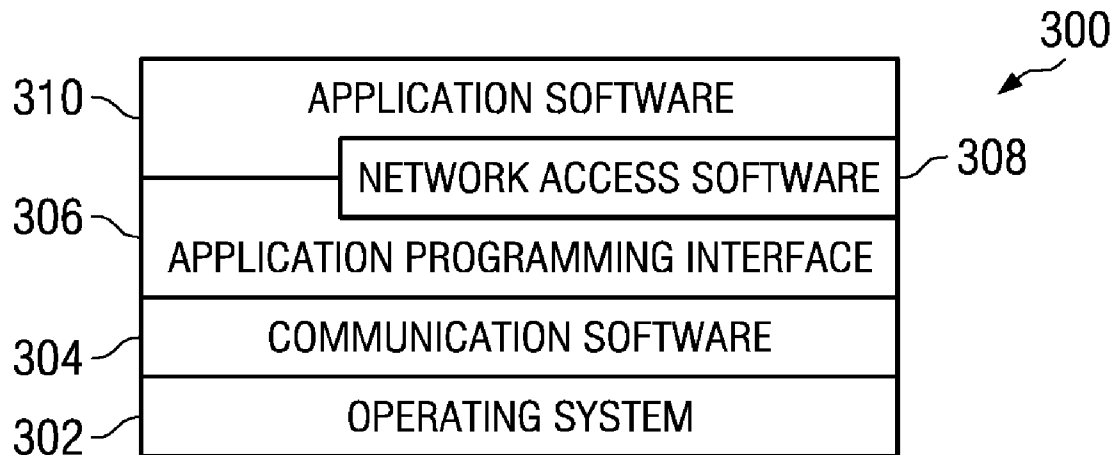 300
310
APPLICATION SOFTWARE
NETWORK ACCESS SOFTWARE
308
306
APPLICATION PROGRAMMING INTERFACE
304
COMMUNICATION SOFTWARE
302
OPERATING SYSTEM